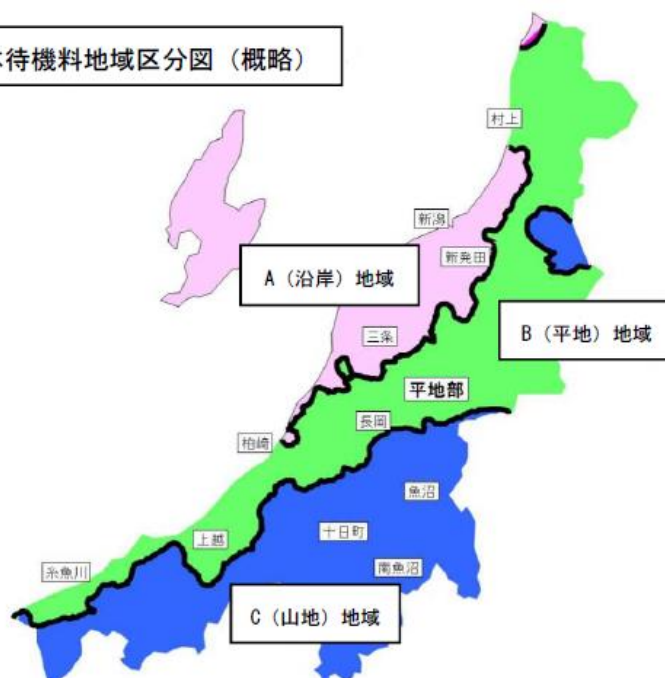 待機料地域区分図（概略）
村上
新潟
新発田
A（沿岸）地域
三条
B（平地）地域
平地部
長岡
柏崎
魚沼
十日町
上越
南魚沼
糸魚川
C（山地）地域